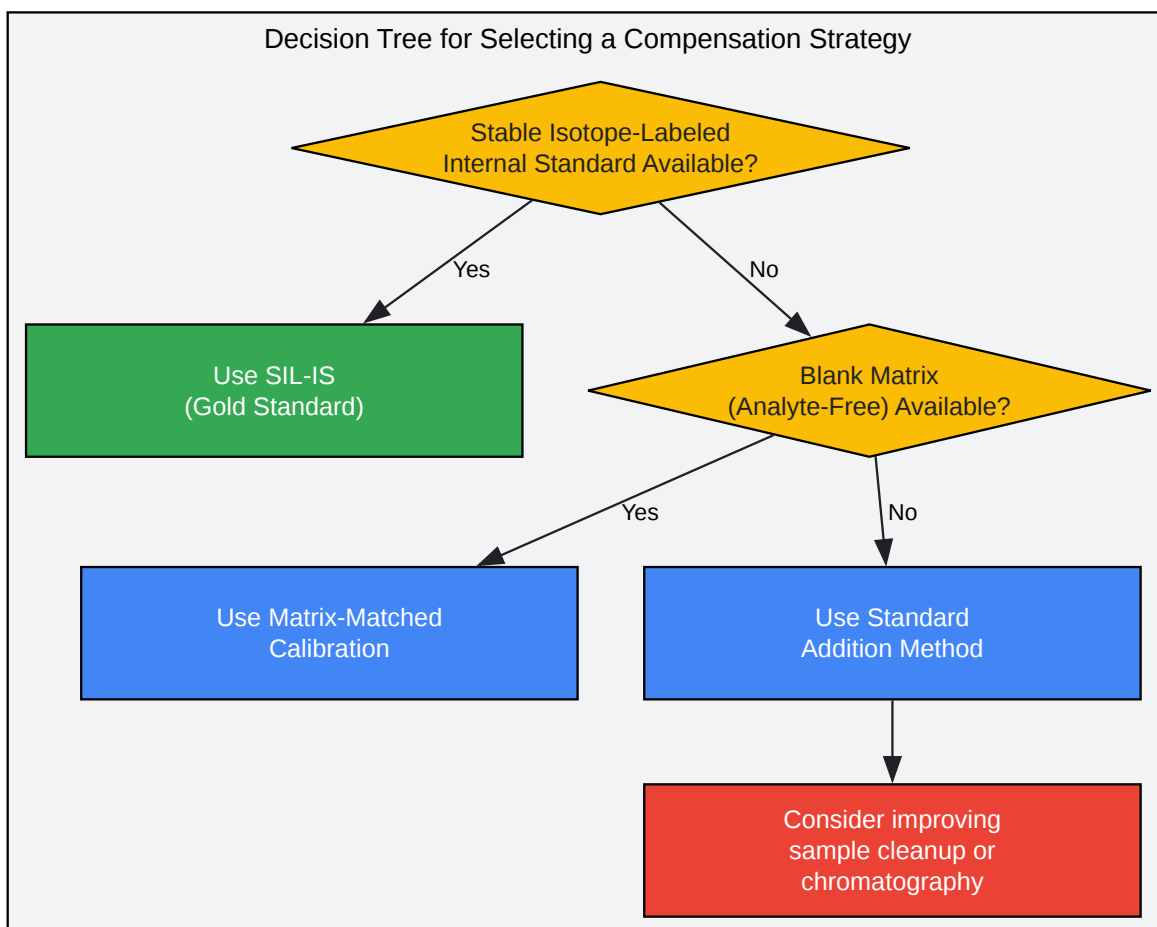 Decision Tree for Selecting a Compensation Strategy
Stable Isotope-Labeled
Internal Standard Available?
Yes
No
Use SIL-IS
(Gold Standard)
Blank Matrix
(Analyte-Free) Available?
Yes
No
Use Matrix-Matched
Calibration
Use Standard
Addition Method
Consider improving
sample cleanup or
chromatography